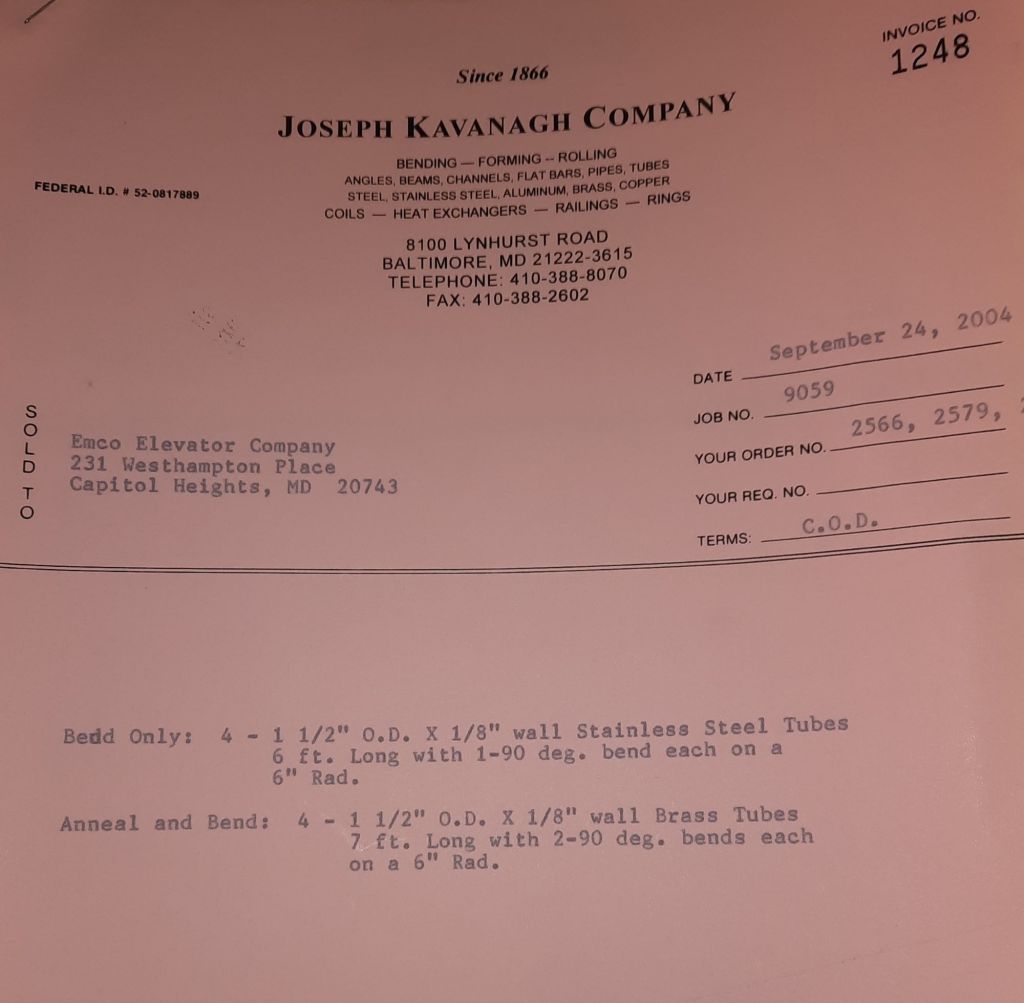 INVOICE NO.
1248
Since 1866
JOSEPH KAVANAGH COMPANY
BENDING — FORMING -- ROLLING
ANGLES, BEAMS, CHANNELS, FLAT BARS, PIPES, TUBES
STEEL, STAINLESS STEEL, ALUMINUM, BRASS, COPPER
COILS — HEAT EXCHANGERS — RAILINGS — RINGS
FEDERAL I.D. # 52-0817889
8100 LYNHURST ROAD
BALTIMORE, MD 21222-3615
TELEPHONE: 410-388-8070
FAX: 410-388-2602
DATE September 24, 2004
JOB NO. 9059
YOUR ORDER NO. 2566, 2579,
YOUR REQ. NO.
TERMS: C.O.D.
SOLD TO
Emco Elevator Company
231 Westhampton Place
Capitol Heights, MD 20743
Bedd Only: 4 - 1 1/2" O.D. X 1/8" wall Stainless Steel Tubes
6 ft. Long with 1-90 deg. bend each on a
6" Rad.
Anneal and Bend: 4 - 1 1/2" O.D. X 1/8" wall Brass Tubes
7 ft. Long with 2-90 deg. bends each
on a 6" Rad.